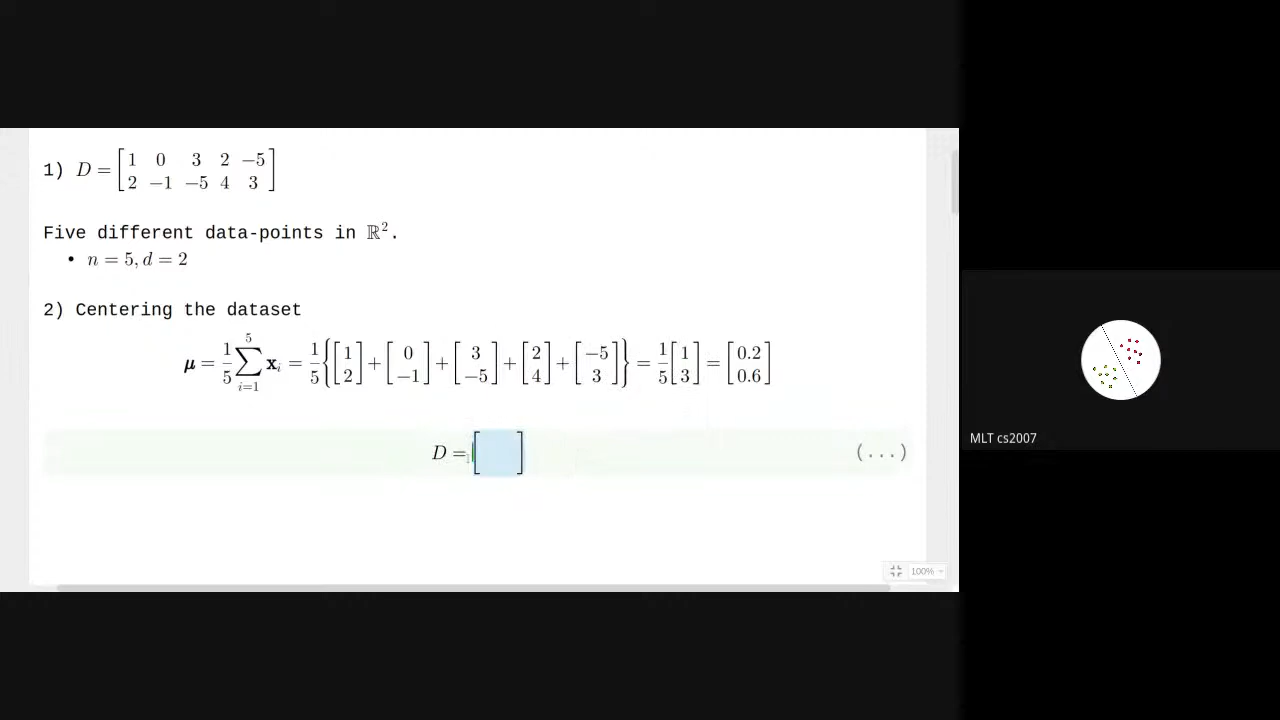 1) D = [1 0 3 2 −5; 2 −1 −5 4 3]
Five different data-points in ℝ².
• n = 5, d = 2
2) Centering the dataset
μ = 1/5 ∑_{i=1}^{5} x_i = 1/5 { [1; 2] + [0; −1] + [3; −5] + [2; 4] + [−5; 3] } = 1/5 [1; 3] = [0.2; 0.6]
D = [ ] (...)
100%
MLT cs2007